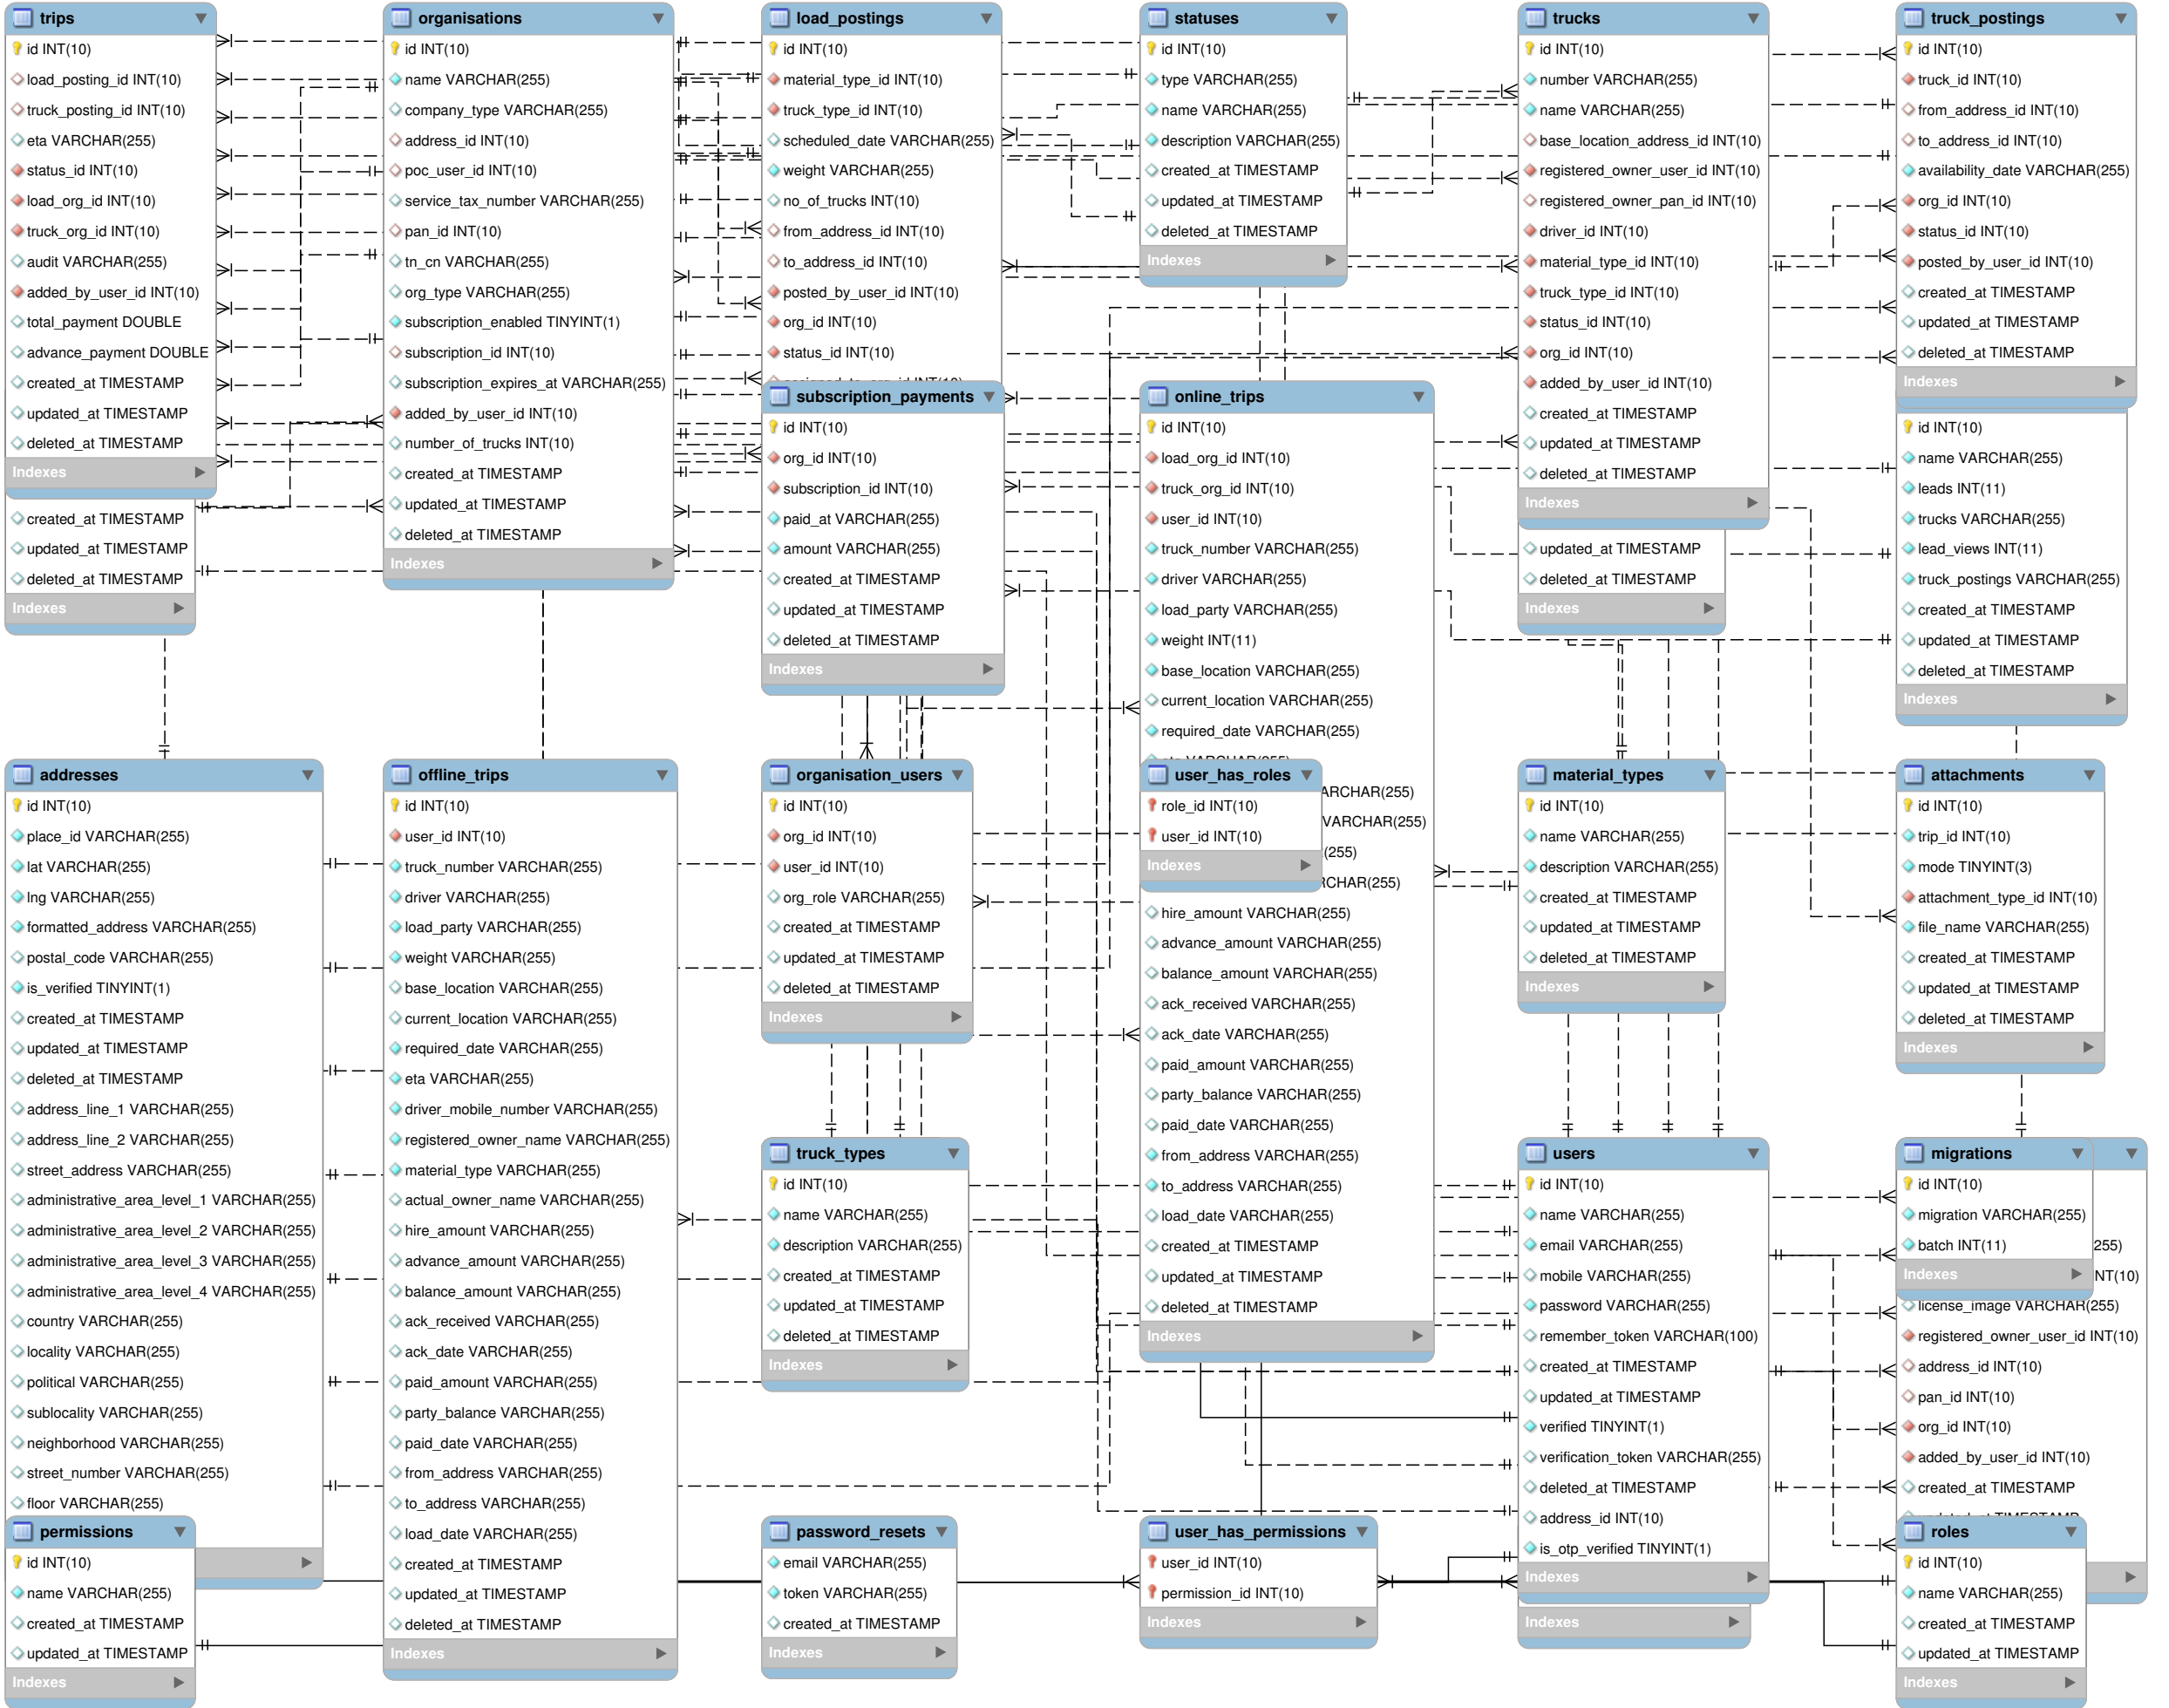 trips
id INT(10)
load_posting_id INT(10)
truck_posting_id INT(10)
eta VARCHAR(255)
status_id INT(10)
load_org_id INT(10)
truck_org_id INT(10)
audit VARCHAR(255)
added_by_user_id INT(10)
total_payment DOUBLE
advance_payment DOUBLE
created_at TIMESTAMP
updated_at TIMESTAMP
deleted_at TIMESTAMP
Indexes
created_at TIMESTAMP
updated_at TIMESTAMP
deleted_at TIMESTAMP
Indexes
organisations
id INT(10)
name VARCHAR(255)
company_type VARCHAR(255)
address_id INT(10)
poc_user_id INT(10)
service_tax_number VARCHAR(255)
pan_id INT(10)
tn_cn VARCHAR(255)
org_type VARCHAR(255)
subscription_enabled TINYINT(1)
subscription_id INT(10)
subscription_expires_at VARCHAR(255)
added_by_user_id INT(10)
number_of_trucks INT(10)
created_at TIMESTAMP
updated_at TIMESTAMP
deleted_at TIMESTAMP
Indexes
load_postings
id INT(10)
material_type_id INT(10)
truck_type_id INT(10)
scheduled_date VARCHAR(255)
weight VARCHAR(255)
no_of_trucks INT(10)
from_address_id INT(10)
to_address_id INT(10)
posted_by_user_id INT(10)
org_id INT(10)
status_id INT(10)
subscription_payments
id INT(10)
org_id INT(10)
subscription_id INT(10)
paid_at VARCHAR(255)
amount VARCHAR(255)
created_at TIMESTAMP
updated_at TIMESTAMP
deleted_at TIMESTAMP
Indexes
statuses
id INT(10)
type VARCHAR(255)
name VARCHAR(255)
description VARCHAR(255)
created_at TIMESTAMP
updated_at TIMESTAMP
deleted_at TIMESTAMP
Indexes
trucks
id INT(10)
number VARCHAR(255)
name VARCHAR(255)
base_location_address_id INT(10)
registered_owner_user_id INT(10)
registered_owner_pan_id INT(10)
driver_id INT(10)
material_type_id INT(10)
truck_type_id INT(10)
status_id INT(10)
org_id INT(10)
added_by_user_id INT(10)
created_at TIMESTAMP
updated_at TIMESTAMP
deleted_at TIMESTAMP
Indexes
updated_at TIMESTAMP
deleted_at TIMESTAMP
Indexes
truck_postings
id INT(10)
truck_id INT(10)
from_address_id INT(10)
to_address_id INT(10)
availability_date VARCHAR(255)
org_id INT(10)
status_id INT(10)
posted_by_user_id INT(10)
created_at TIMESTAMP
updated_at TIMESTAMP
deleted_at TIMESTAMP
Indexes
id INT(10)
name VARCHAR(255)
leads INT(11)
trucks VARCHAR(255)
lead_views INT(11)
truck_postings VARCHAR(255)
created_at TIMESTAMP
updated_at TIMESTAMP
deleted_at TIMESTAMP
Indexes
addresses
id INT(10)
place_id VARCHAR(255)
lat VARCHAR(255)
lng VARCHAR(255)
formatted_address VARCHAR(255)
postal_code VARCHAR(255)
is_verified TINYINT(1)
created_at TIMESTAMP
updated_at TIMESTAMP
deleted_at TIMESTAMP
address_line_1 VARCHAR(255)
address_line_2 VARCHAR(255)
street_address VARCHAR(255)
administrative_area_level_1 VARCHAR(255)
administrative_area_level_2 VARCHAR(255)
administrative_area_level_3 VARCHAR(255)
administrative_area_level_4 VARCHAR(255)
country VARCHAR(255)
locality VARCHAR(255)
political VARCHAR(255)
sublocality VARCHAR(255)
neighborhood VARCHAR(255)
street_number VARCHAR(255)
floor VARCHAR(255)
permissions
id INT(10)
name VARCHAR(255)
created_at TIMESTAMP
updated_at TIMESTAMP
Indexes
offline_trips
id INT(10)
user_id INT(10)
truck_number VARCHAR(255)
driver VARCHAR(255)
load_party VARCHAR(255)
weight VARCHAR(255)
base_location VARCHAR(255)
current_location VARCHAR(255)
required_date VARCHAR(255)
eta VARCHAR(255)
driver_mobile_number VARCHAR(255)
registered_owner_name VARCHAR(255)
material_type VARCHAR(255)
actual_owner_name VARCHAR(255)
hire_amount VARCHAR(255)
advance_amount VARCHAR(255)
balance_amount VARCHAR(255)
ack_received VARCHAR(255)
ack_date VARCHAR(255)
paid_amount VARCHAR(255)
party_balance VARCHAR(255)
paid_date VARCHAR(255)
from_address VARCHAR(255)
to_address VARCHAR(255)
load_date VARCHAR(255)
created_at TIMESTAMP
updated_at TIMESTAMP
deleted_at TIMESTAMP
Indexes
organisation_users
id INT(10)
org_id INT(10)
user_id INT(10)
org_role VARCHAR(255)
created_at TIMESTAMP
updated_at TIMESTAMP
deleted_at TIMESTAMP
Indexes
truck_types
id INT(10)
name VARCHAR(255)
description VARCHAR(255)
created_at TIMESTAMP
updated_at TIMESTAMP
deleted_at TIMESTAMP
Indexes
password_resets
email VARCHAR(255)
token VARCHAR(255)
created_at TIMESTAMP
Indexes
online_trips
id INT(10)
load_org_id INT(10)
truck_org_id INT(10)
user_id INT(10)
truck_number VARCHAR(255)
driver VARCHAR(255)
load_party VARCHAR(255)
weight INT(11)
base_location VARCHAR(255)
current_location VARCHAR(255)
required_date VARCHAR(255)
user_has_roles
role_id INT(10)
user_id INT(10)
Indexes
ARCHAR(255)
VARCHAR(255)
(255)
RCHAR(255)
hire_amount VARCHAR(255)
advance_amount VARCHAR(255)
balance_amount VARCHAR(255)
ack_received VARCHAR(255)
ack_date VARCHAR(255)
paid_amount VARCHAR(255)
party_balance VARCHAR(255)
paid_date VARCHAR(255)
from_address VARCHAR(255)
to_address VARCHAR(255)
load_date VARCHAR(255)
created_at TIMESTAMP
updated_at TIMESTAMP
deleted_at TIMESTAMP
Indexes
user_has_permissions
user_id INT(10)
permission_id INT(10)
Indexes
material_types
id INT(10)
name VARCHAR(255)
description VARCHAR(255)
created_at TIMESTAMP
updated_at TIMESTAMP
deleted_at TIMESTAMP
Indexes
users
id INT(10)
name VARCHAR(255)
email VARCHAR(255)
mobile VARCHAR(255)
password VARCHAR(255)
remember_token VARCHAR(100)
created_at TIMESTAMP
updated_at TIMESTAMP
verified TINYINT(1)
verification_token VARCHAR(255)
deleted_at TIMESTAMP
address_id INT(10)
is_otp_verified TINYINT(1)
Indexes
Indexes
attachments
id INT(10)
trip_id INT(10)
mode TINYINT(3)
attachment_type_id INT(10)
file_name VARCHAR(255)
created_at TIMESTAMP
updated_at TIMESTAMP
deleted_at TIMESTAMP
Indexes
migrations
id INT(10)
migration VARCHAR(255)
batch INT(11)
Indexes
255)
NT(10)
license_image VARCHAR(255)
registered_owner_user_id INT(10)
address_id INT(10)
pan_id INT(10)
org_id INT(10)
added_by_user_id INT(10)
created_at TIMESTAMP
roles
id INT(10)
name VARCHAR(255)
created_at TIMESTAMP
updated_at TIMESTAMP
Indexes